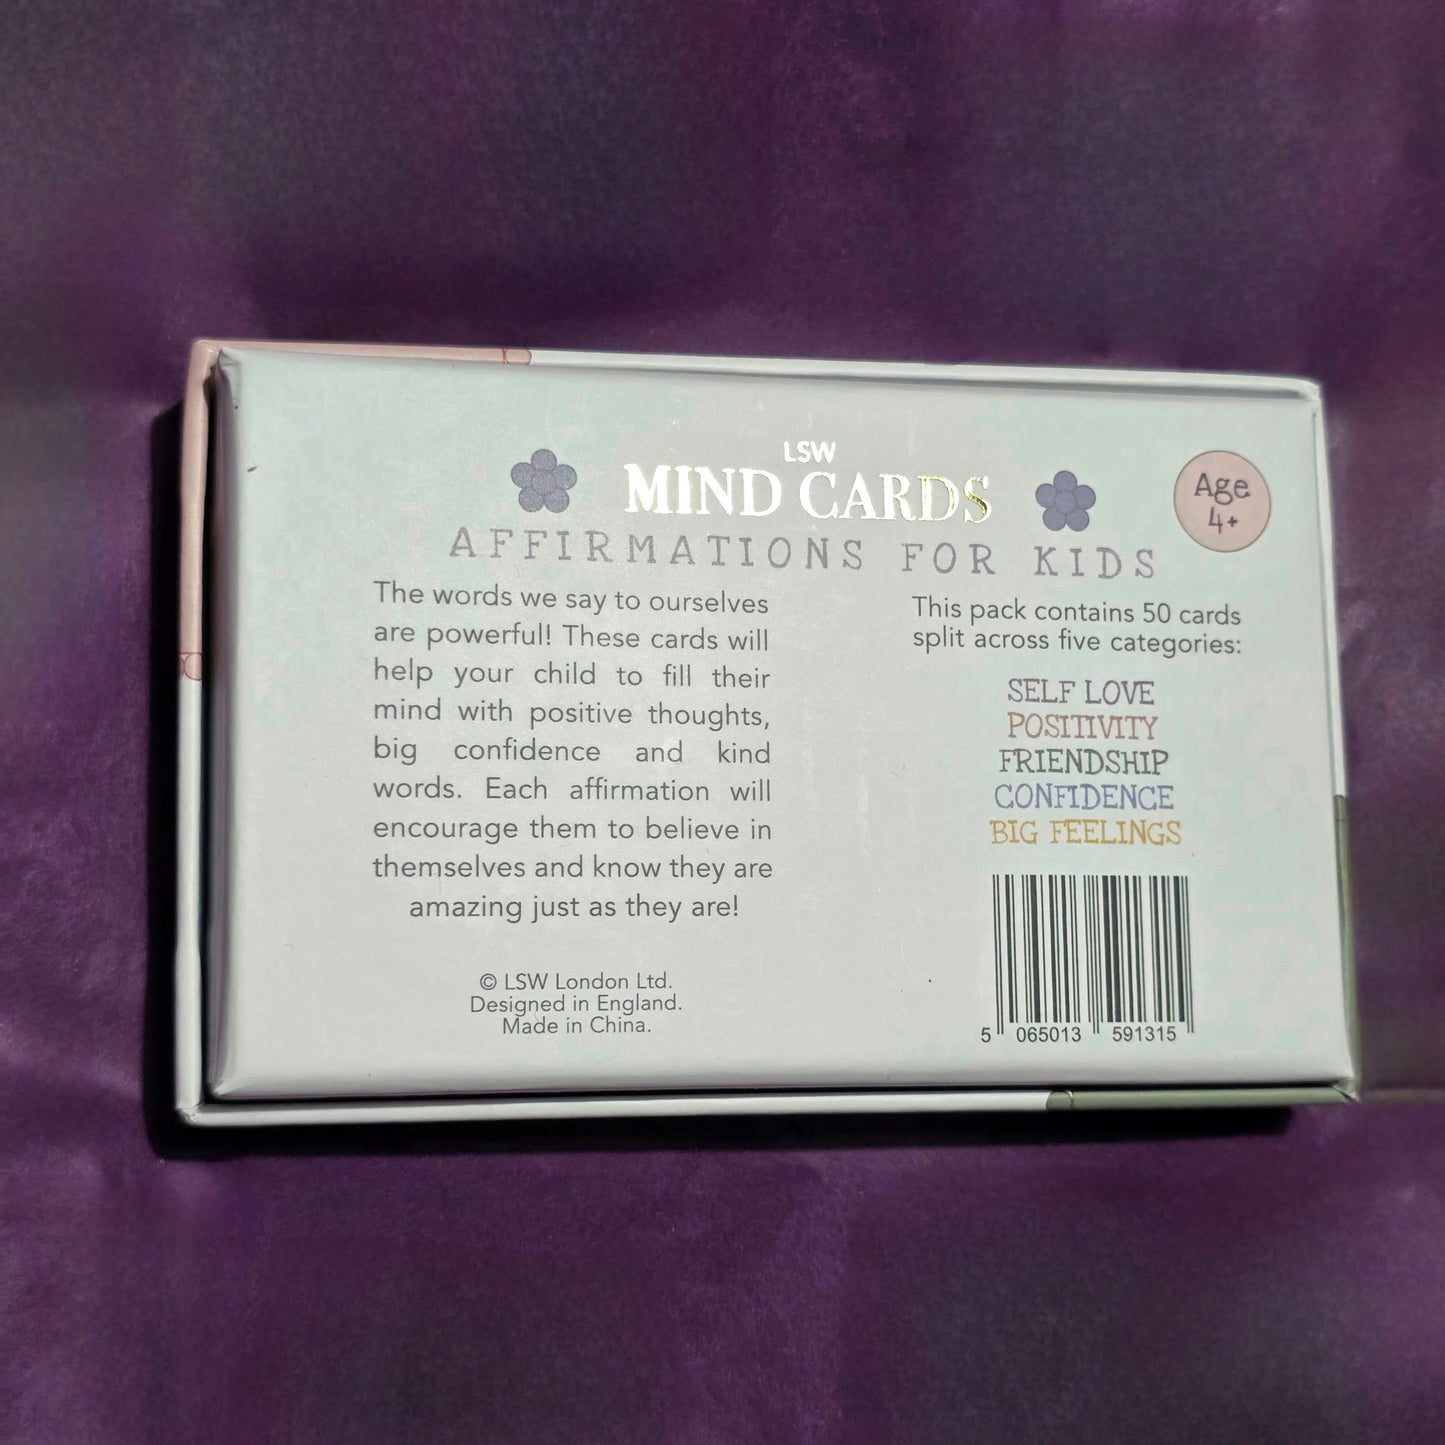 LSW
MIND CARDS
AFFIRMATIONS FOR KIDS
Age
4+
The words we say to ourselves
are powerful! These cards will
help your child to fill their
mind with positive thoughts,
big confidence and kind
words. Each affirmation will
encourage them to believe in
themselves and know they are
amazing just as they are!
© LSW London Ltd.
Designed in England.
Made in China.
This pack contains 50 cards
split across five categories:
SELF LOVE
POSITIVITY
FRIENDSHIP
CONFIDENCE
BIG FEELINGS
5 065013 591315